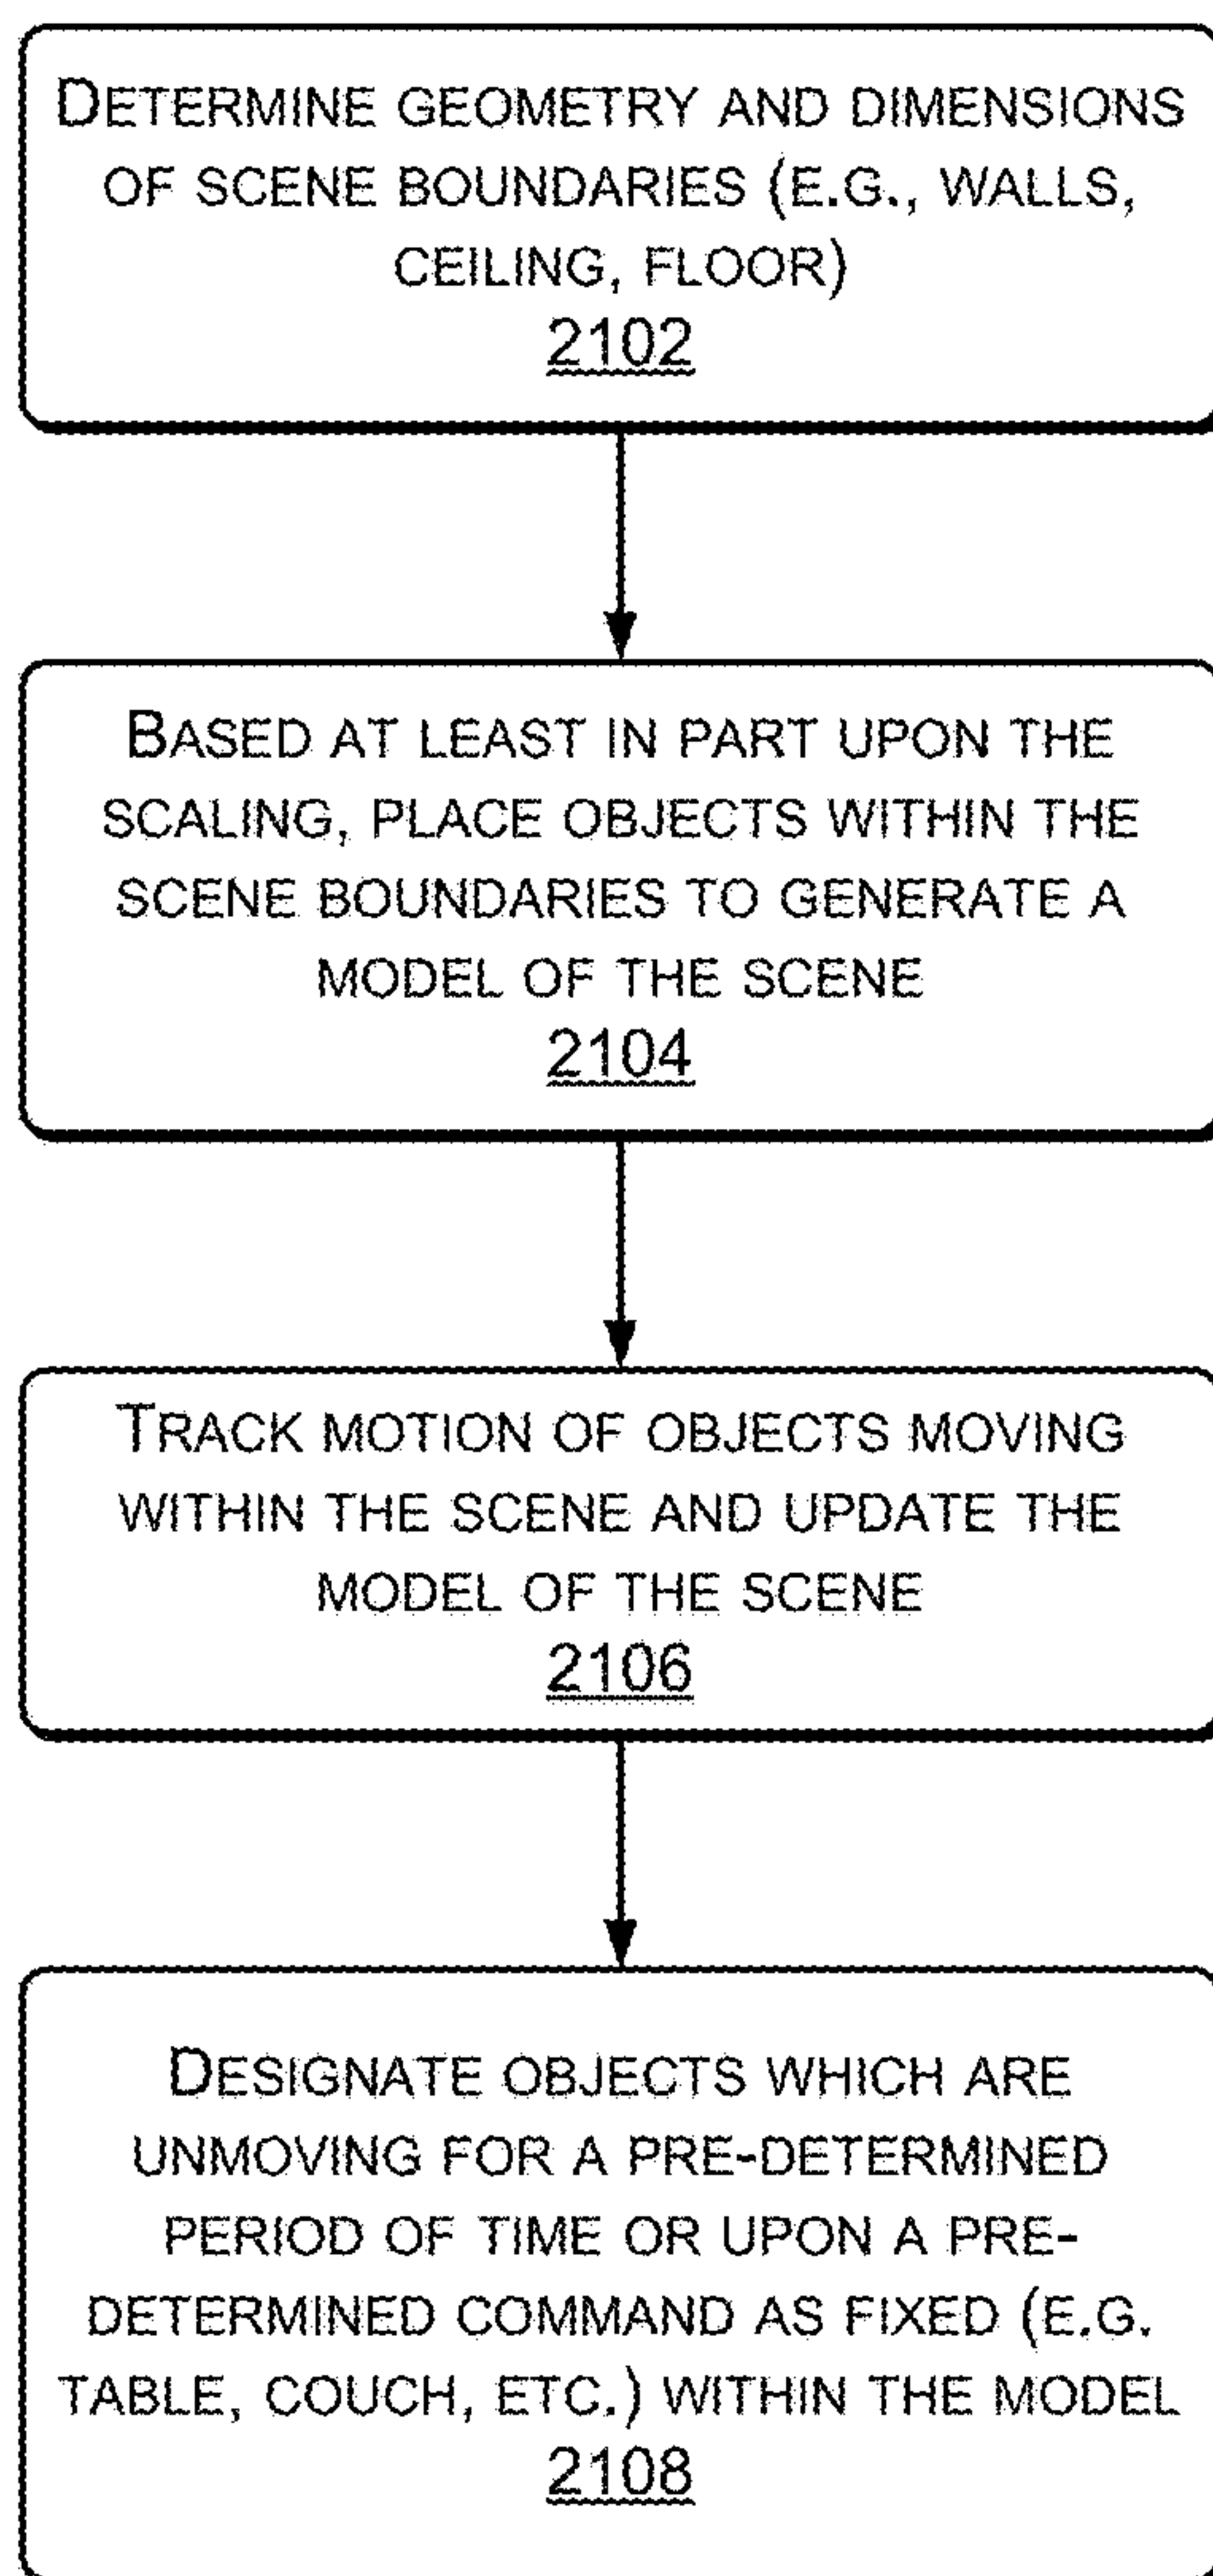 DETERMINE GEOMETRY AND DIMENSIONS
OF SCENE BOUNDARIES (E.G., WALLS,
CEILING, FLOOR)
2102
BASED AT LEAST IN PART UPON THE
SCALING, PLACE OBJECTS WITHIN THE
SCENE BOUNDARIES TO GENERATE A
MODEL OF THE SCENE
2104
TRACK MOTION OF OBJECTS MOVING
WITHIN THE SCENE AND UPDATE THE
MODEL OF THE SCENE
2106
DESIGNATE OBJECTS WHICH ARE
UNMOVING FOR A PRE-DETERMINED
PERIOD OF TIME OR UPON A PRE-
DETERMINED COMMAND AS FIXED (E.G.
TABLE, COUCH, ETC.) WITHIN THE MODEL
2108